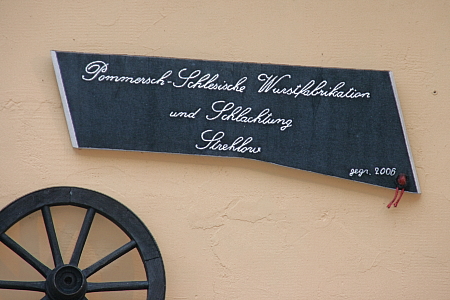 Pommersch-Schlesische Wurstfabrikation
und Schlachtung
Strehlow
gegr. 2006